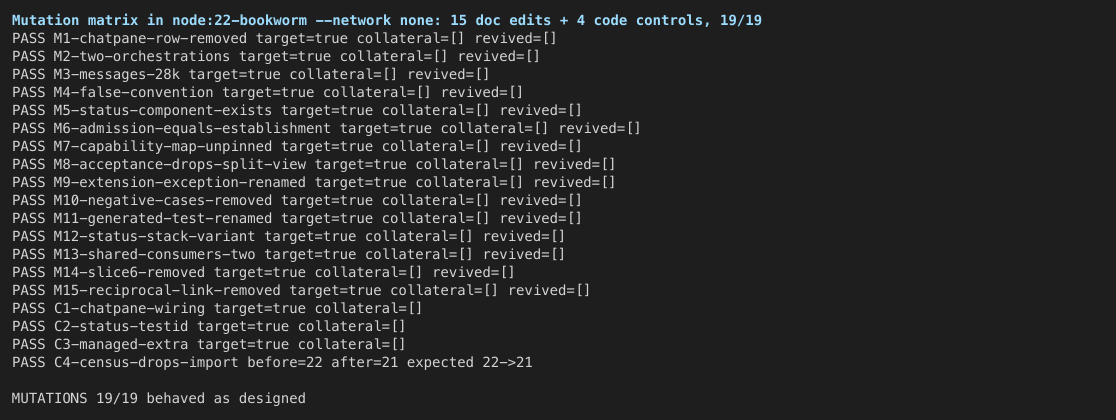 Mutation matrix in node:22-bookworm --network none: 15 doc edits + 4 code controls, 19/19
PASS M1-chatpane-row-removed target=true collateral=[] revived=[]
PASS M2-two-orchestrations target=true collateral=[] revived=[]
PASS M3-messages-28k target=true collateral=[] revived=[]
PASS M4-false-convention target=true collateral=[] revived=[]
PASS M5-status-component-exists target=true collateral=[] revived=[]
PASS M6-admission-equals-establishment target=true collateral=[] revived=[]
PASS M7-capability-map-unpinned target=true collateral=[] revived=[]
PASS M8-acceptance-drops-split-view target=true collateral=[] revived=[]
PASS M9-extension-exception-renamed target=true collateral=[] revived=[]
PASS M10-negative-cases-removed target=true collateral=[] revived=[]
PASS M11-generated-test-renamed target=true collateral=[] revived=[]
PASS M12-status-stack-variant target=true collateral=[] revived=[]
PASS M13-shared-consumers-two target=true collateral=[] revived=[]
PASS M14-slice6-removed target=true collateral=[] revived=[]
PASS M15-reciprocal-link-removed target=true collateral=[] revived=[]
PASS C1-chatpane-wiring target=true collateral=[]
PASS C2-status-testid target=true collateral=[]
PASS C3-managed-extra target=true collateral=[]
PASS C4-census-drops-import before=22 after=21 expected 22->21
MUTATIONS 19/19 behaved as designed